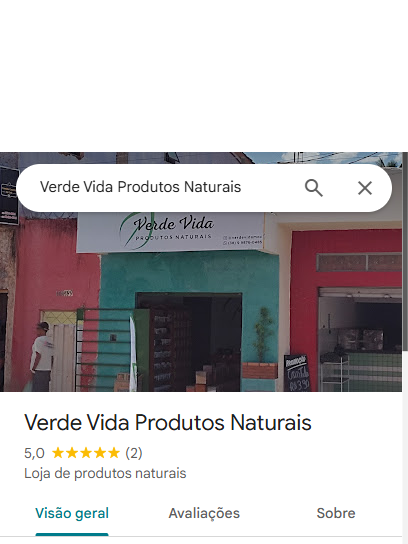 Verde Vida Produtos Naturais
Verde Vida
PRODUTOS NATURAIS
Verde Vida Produtos Naturais
5,0 ★★★★★ (2)
Loja de produtos naturais
Visão geral Avaliações Sobre